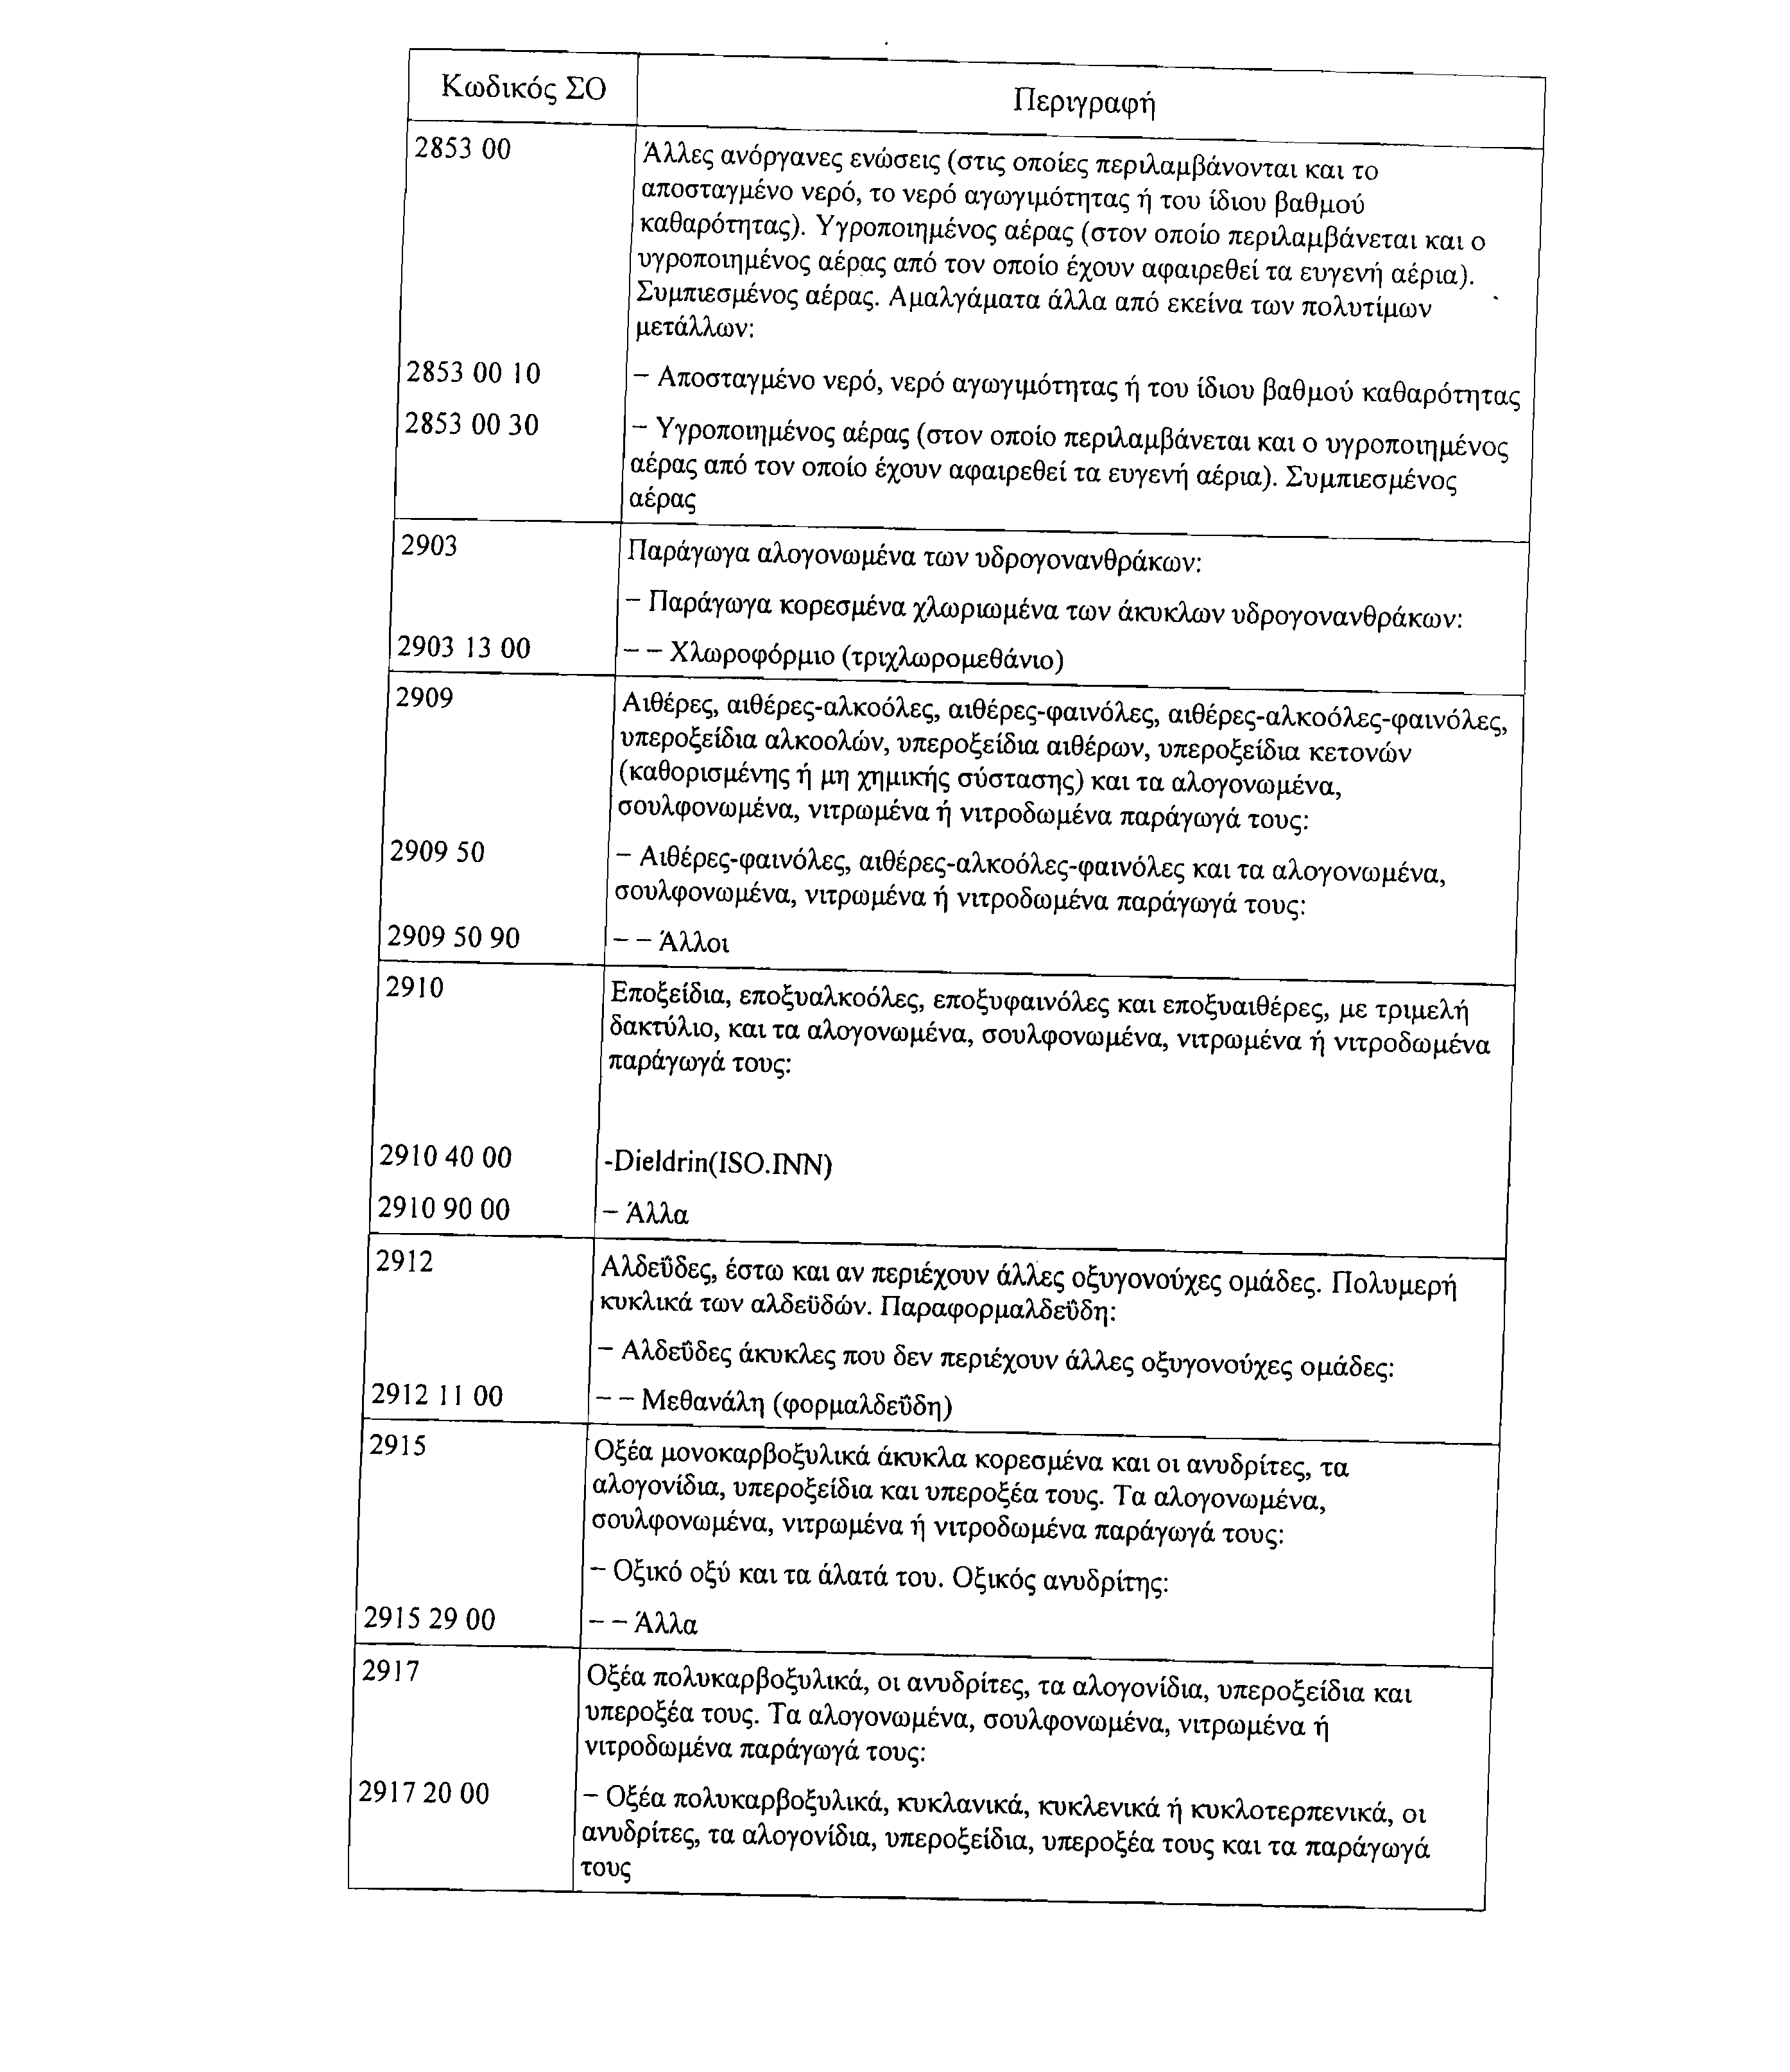 Κωδικός ΣΟ
Περιγραφή
2853 00
Άλλες ανόργανες ενώσεις (στις οποίες περιλαμβάνονται και το
αποσταγμένο νερό, το νερό αγωγιμότητας ή του ίδιου βαθμού
καθαρότητας). Υγροποιημένος αέρας (στον οποίο περιλαμβάνεται και ο
υγροποιημένος αέρας από τον οποίο έχουν αφαιρεθεί τα ευγενή αέρια).
Συμπιεσμένος αέρας. Αμαλγάματα άλλα από εκείνα των πολυτίμων
μετάλλων:
2853 00 10
– Αποσταγμένο νερό, νερό αγωγιμότητας ή του ίδιου βαθμού καθαρότητας
2853 00 30
– Υγροποιημένος αέρας (στον οποίο περιλαμβάνεται και ο υγροποιημένος
αέρας από τον οποίο έχουν αφαιρεθεί τα ευγενή αέρια). Συμπιεσμένος
αέρας
2903
Παράγωγα αλογονωμένα των υδρογονανθράκων:
– Παράγωγα κορεσμένα χλωριωμένα των άκυκλων υδρογονανθράκων:
2903 13 00
– – Χλωροφόρμιο (τριχλωρομεθάνιο)
2909
Αιθέρες, αιθέρες-αλκοόλες, αιθέρες-φαινόλες, αιθέρες-αλκοόλες-φαινόλες,
υπεροξείδια αλκοολών, υπεροξείδια αιθέρων, υπεροξείδια κετονών
(καθορισμένης ή μη χημικής σύστασης) και τα αλογονωμένα,
σουλφονωμένα, νιτρωμένα ή νιτροδωμένα παράγωγά τους:
2909 50
– Αιθέρες-φαινόλες, αιθέρες-αλκοόλες-φαινόλες και τα αλογονωμένα,
σουλφονωμένα, νιτρωμένα ή νιτροδωμένα παράγωγά τους:
2909 50 90
– – Άλλοι
2910
Εποξείδια, εποξυαλκοόλες, εποξυφαινόλες και εποξυαιθέρες, με τριμελή
δακτύλιο, και τα αλογονωμένα, σουλφονωμένα, νιτρωμένα ή νιτροδωμένα
παράγωγά τους:
2910 40 00
-Dieldrin(ISO.INN)
2910 90 00
– Άλλα
2912
Αλδεΰδες, έστω και αν περιέχουν άλλες οξυγονούχες ομάδες. Πολυμερή
κυκλικά των αλδεϋδών. Παραφορμαλδεΰδη:
– Αλδεΰδες άκυκλες που δεν περιέχουν άλλες οξυγονούχες ομάδες:
2912 11 00
– – Μεθανάλη (φορμαλδεΰδη)
2915
Οξέα μονοκαρβοξυλικά άκυκλα κορεσμένα και οι ανυδρίτες, τα
αλογονίδια, υπεροξείδια και υπεροξέα τους. Τα αλογονωμένα,
σουλφονωμένα, νιτρωμένα ή νιτροδωμένα παράγωγά τους:
– Οξικό οξύ και τα άλατά του. Οξικός ανυδρίτης:
2915 29 00
– – Άλλα
2917
Οξέα πολυκαρβοξυλικά, οι ανυδρίτες, τα αλογονίδια, υπεροξείδια και
υπεροξέα τους. Τα αλογονωμένα, σουλφονωμένα, νιτρωμένα ή
νιτροδωμένα παράγωγά τους:
2917 20 00
– Οξέα πολυκαρβοξυλικά, κυκλανικά, κυκλενικά ή κυκλοτερπενικά, οι
ανυδρίτες, τα αλογονίδια, υπεροξείδια, υπεροξέα τους και τα παράγωγά
τους